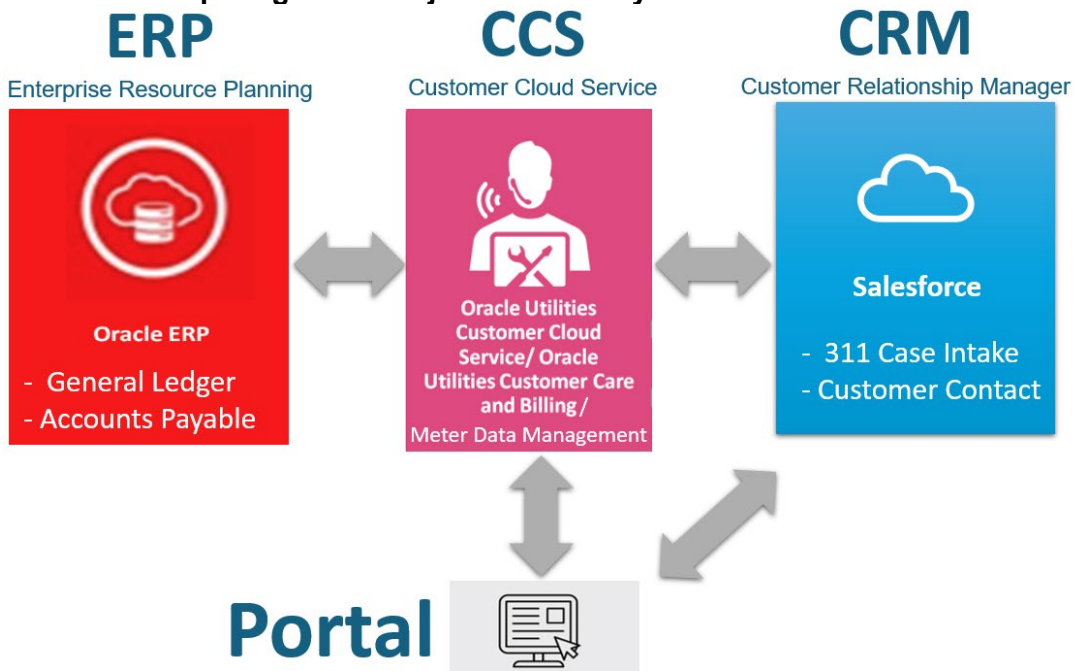 ERP
Enterprise Resource Planning
Oracle ERP
- General Ledger
- Accounts Payable
CCS
Customer Cloud Service
Oracle Utilities
Customer Cloud
Service/ Oracle
Utilities Customer Care
and Billing /
Meter Data Management
CRM
Customer Relationship Manager
Salesforce
- 311 Case Intake
- Customer Contact
Portal